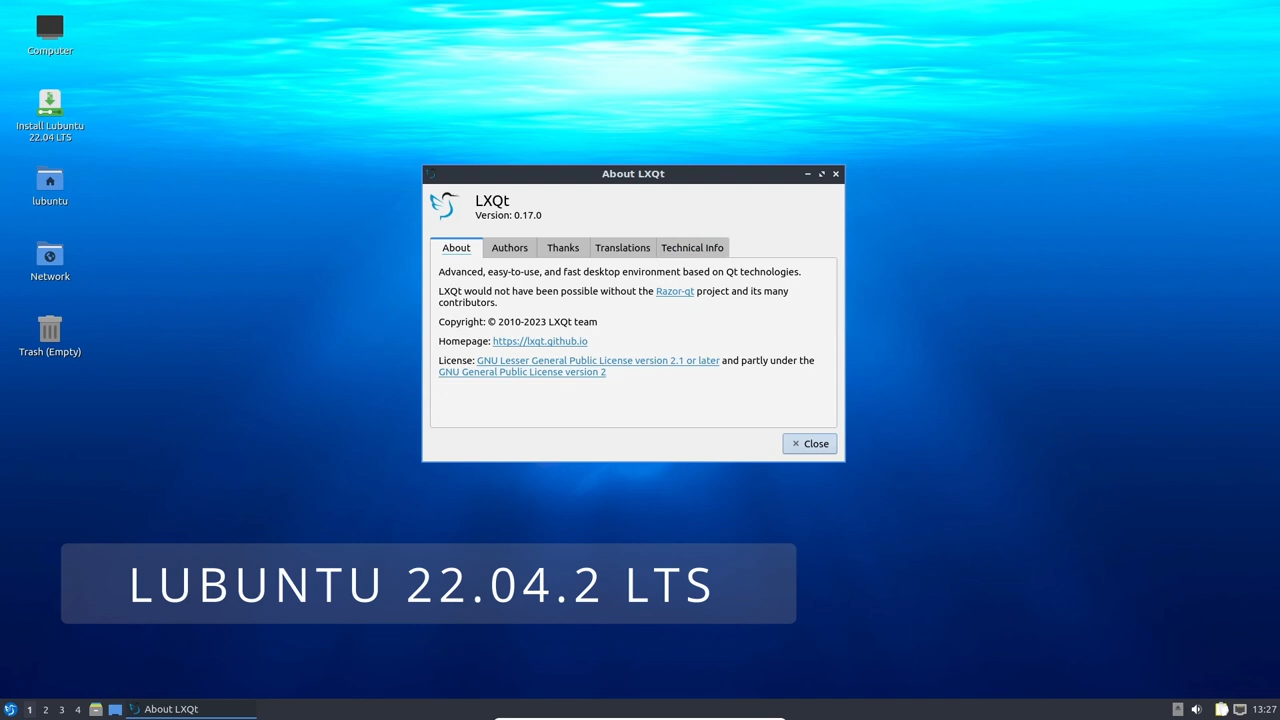 Computer
Install Lubuntu
22.04 LTS
lubuntu
Network
Trash (Empty)
About LXQt
LXQt
Version: 0.17.0
About Authors Thanks Translations Technical Info
Advanced, easy-to-use, and fast desktop environment based on Qt technologies.
LXQt would not have been possible without the Razor-qt project and its many
contributors.
Copyright: © 2010-2023 LXQt team
Homepage: https://lxqt.github.io
License: GNU Lesser General Public License version 2.1 or later and partly under the
GNU General Public License version 2
Close
LUBUNTU 22.04.2 LTS
1 2 3 4 About LXQt 13:27